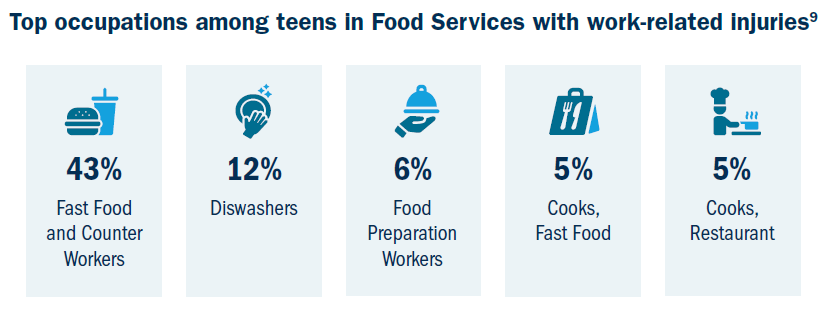 Top occupations among teens in Food Services with work-related injuries⁹
43%
Fast Food
and Counter
Workers
12%
Diswashers
6%
Food
Preparation
Workers
5%
Cooks,
Fast Food
5%
Cooks,
Restaurant